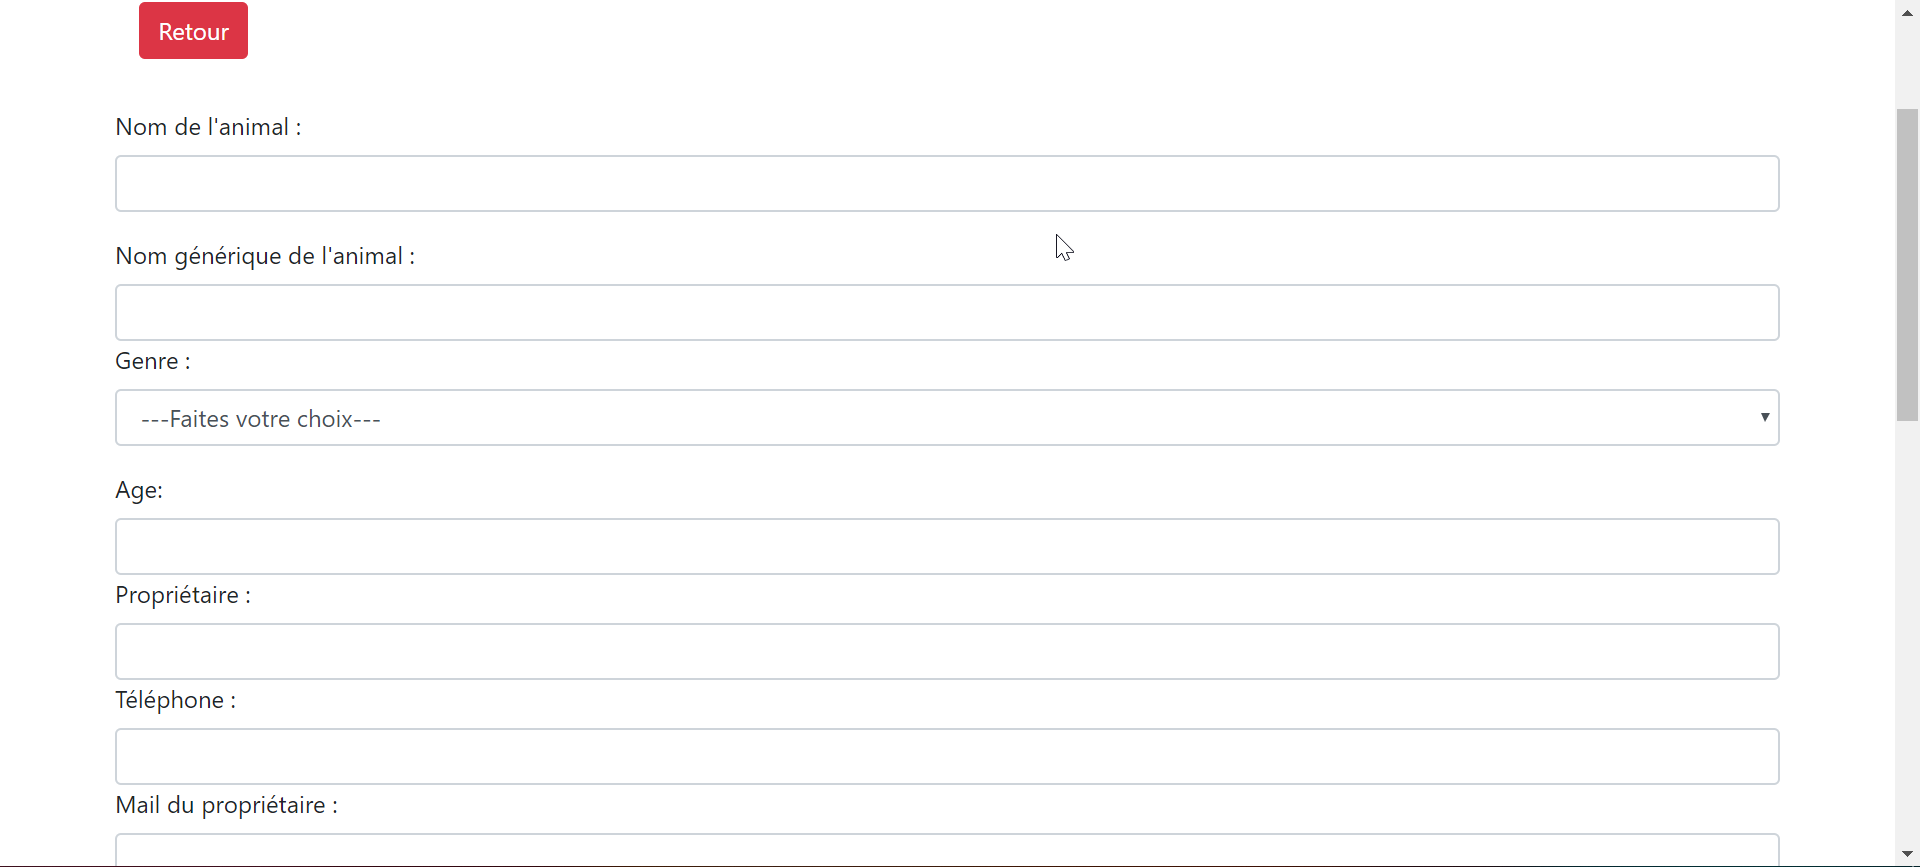 Retour
Nom de l'animal :
Nom générique de l'animal :
Genre :
---Faites votre choix---
Age:
Propriétaire :
Téléphone :
Mail du propriétaire :